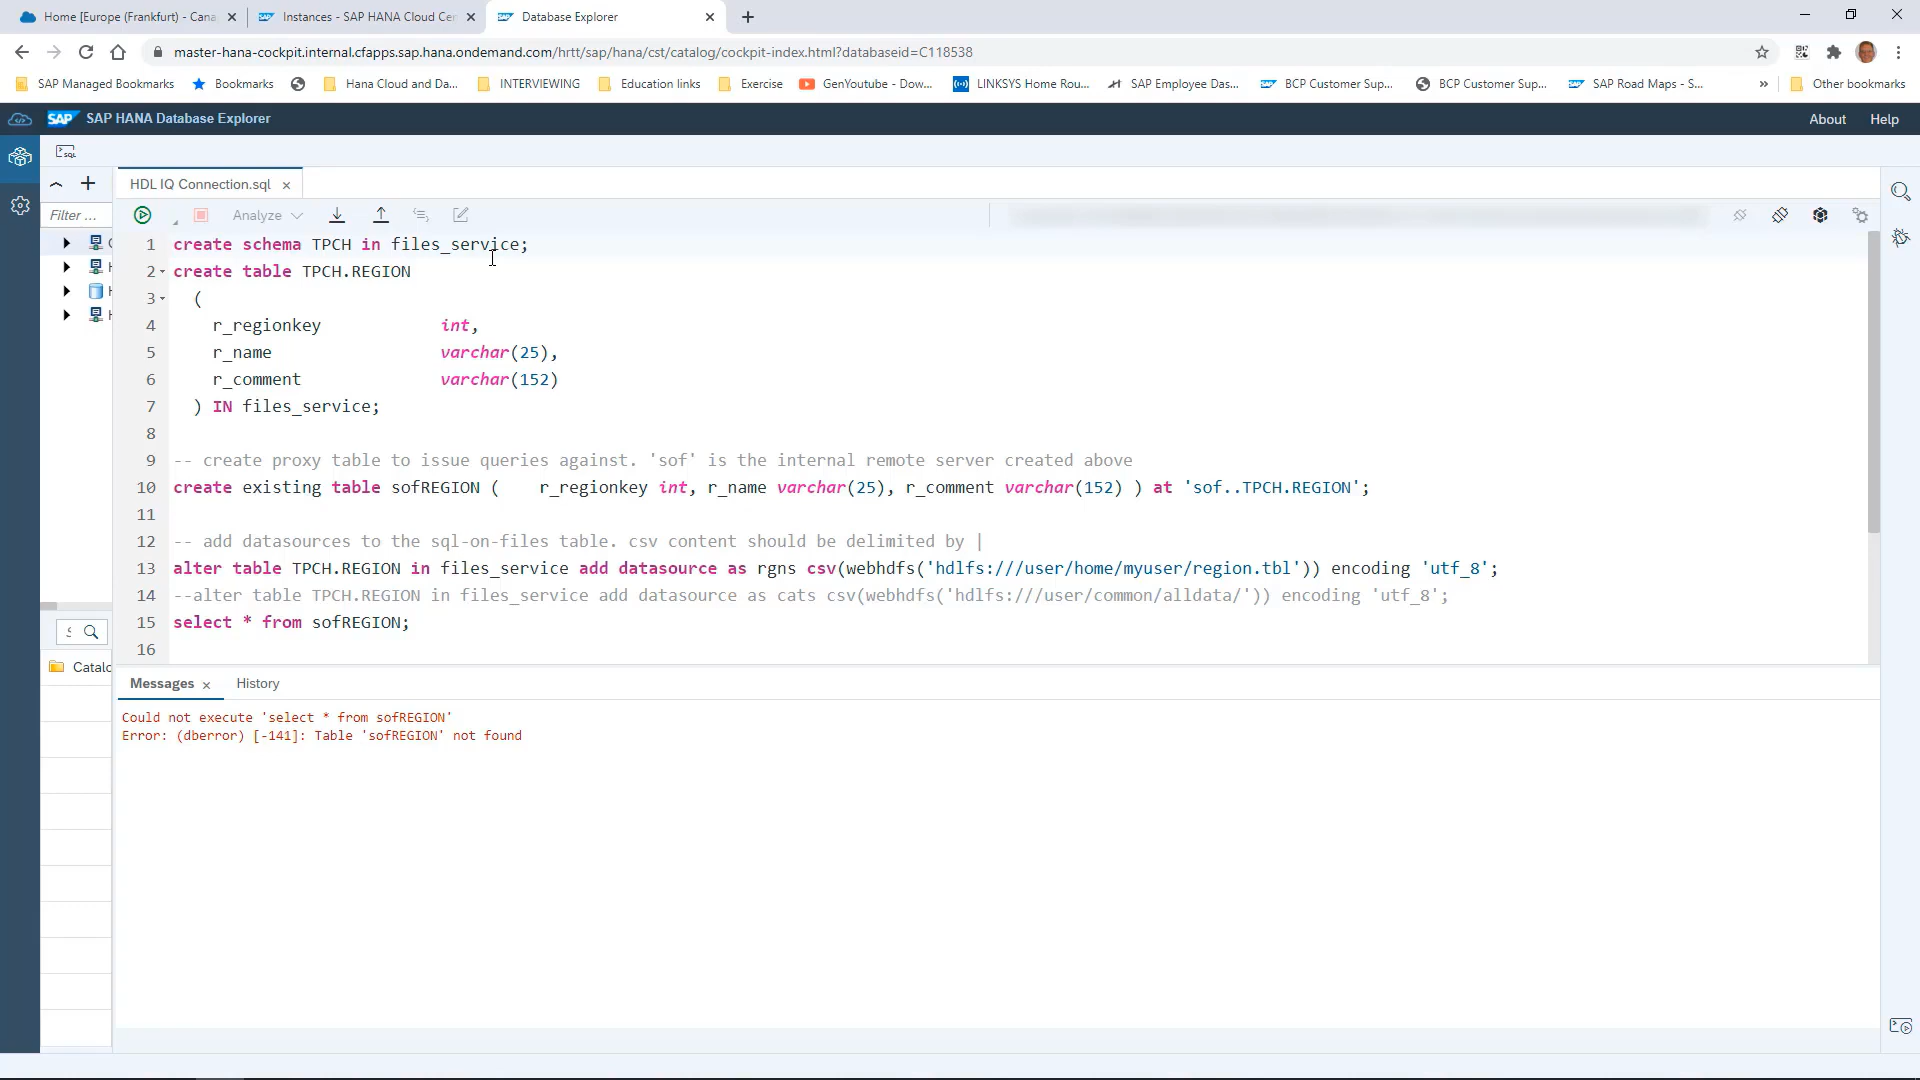 Home [Europe (Frankfurt) - Cana
Instances - SAP HANA Cloud Cen
Database Explorer
master-hana-cockpit.internal.cfapps.sap.hana.ondemand.com/hrtt/sap/hana/cst/catalog/cockpit-index.html?databaseid=C118538
SAP Managed Bookmarks
Bookmarks
Hana Cloud and Da...
INTERVIEWING
Education links
Exercise
GenYoutube - Dow...
LINKSYS Home Rou...
SAP Employee Das...
BCP Customer Sup...
BCP Customer Sup...
SAP Road Maps - S...
»
Other bookmarks
SAP
SAP HANA Database Explorer
About
Help
HDL IQ Connection.sql
Filter ...
Analyze
1 create schema TPCH in files_service;
2 create table TPCH.REGION
3 (
4 r_regionkey int,
5 r_name varchar(25),
6 r_comment varchar(152)
7 ) IN files_service;
8
9 -- create proxy table to issue queries against. 'sof' is the internal remote server created above
10 create existing table sofREGION ( r_regionkey int, r_name varchar(25), r_comment varchar(152) ) at 'sof..TPCH.REGION';
11
12 -- add datasources to the sql-on-files table. csv content should be delimited by |
13 alter table TPCH.REGION in files_service add datasource as rgns csv(webhdfs('hdlfs:///user/home/myuser/region.tbl')) encoding 'utf_8';
14 --alter table TPCH.REGION in files_service add datasource as cats csv(webhdfs('hdlfs:///user/common/alldata/')) encoding 'utf_8';
15 select * from sofREGION;
16
Catalo
Messages
History
Could not execute 'select * from sofREGION'
Error: (dberror) [-141]: Table 'sofREGION' not found